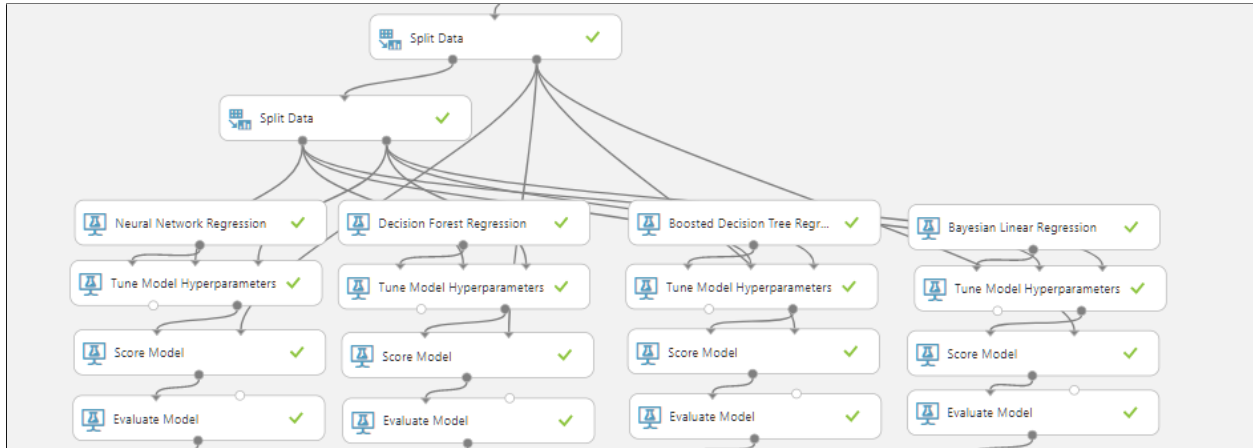 Split Data
Split Data
Neural Network Regression
Decision Forest Regression
Boosted Decision Tree Regr...
Bayesian Linear Regression
Tune Model Hyperparameters
Tune Model Hyperparameters
Tune Model Hyperparameters
Tune Model Hyperparameters
Score Model
Score Model
Score Model
Score Model
Evaluate Model
Evaluate Model
Evaluate Model
Evaluate Model